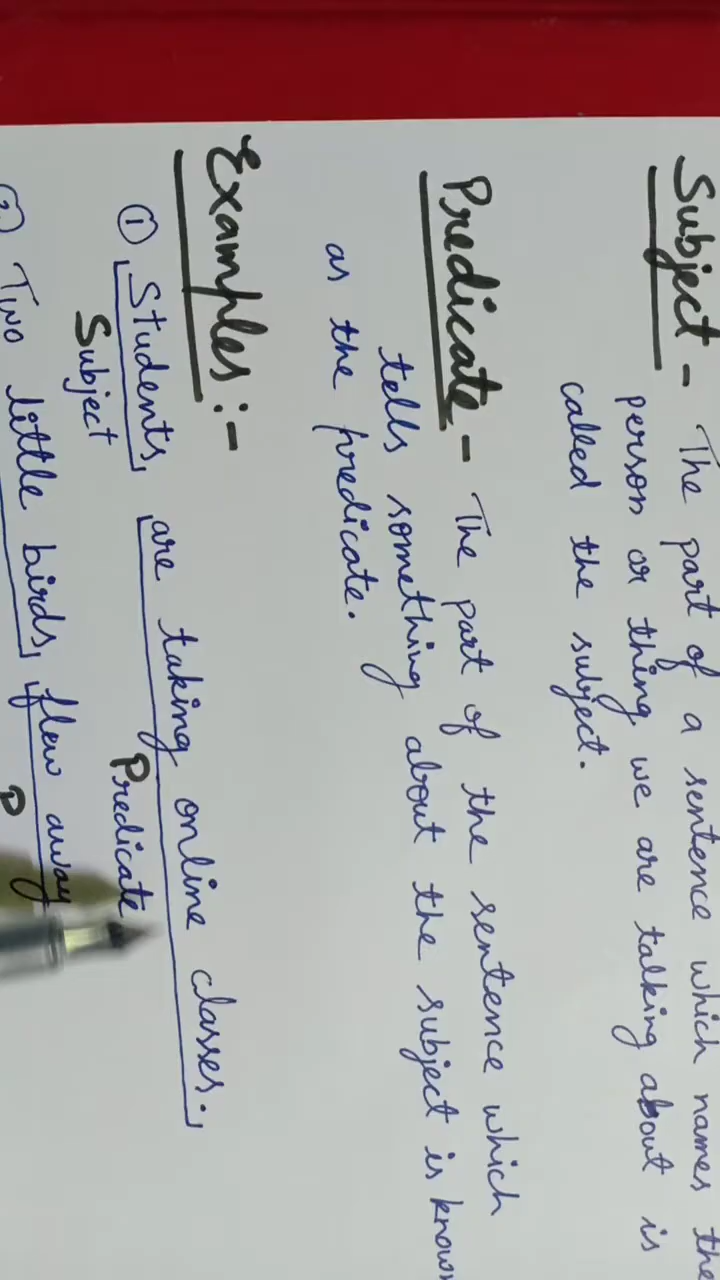 Subject - The part of a sentence which names the
person or thing we are talking about is
called the subject.
Predicate - The part of the sentence which
tells something about the subject is known
as the predicate.
Examples :-
① Students are taking online classes.
Subject Predicate
② Two little birds flew away
P